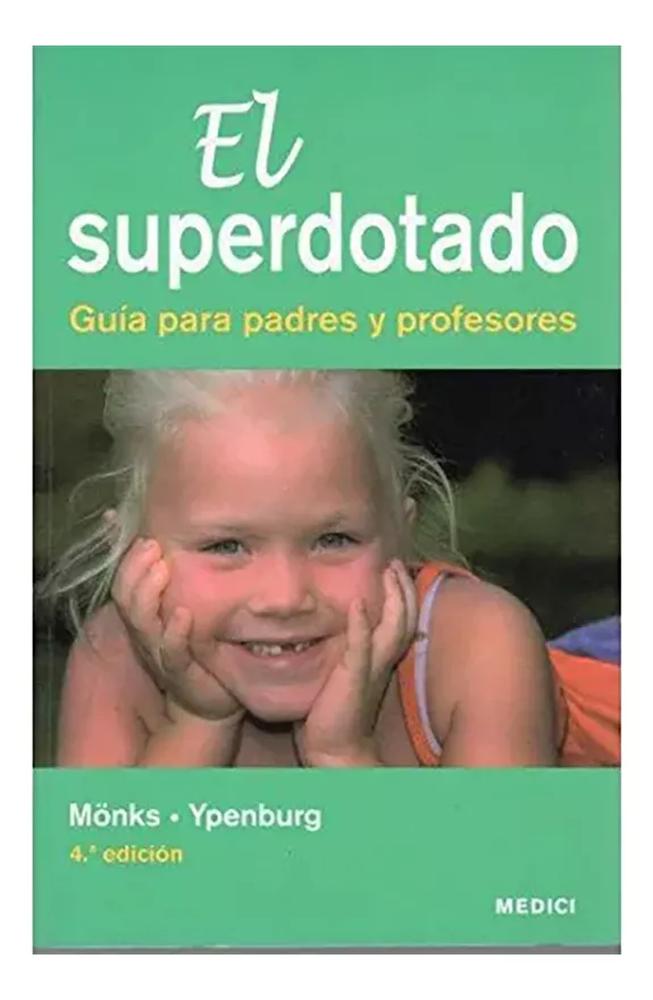 El
superdotado
Guía para padres y profesores
Mönks • Ypenburg
4.ª edición
MEDICI